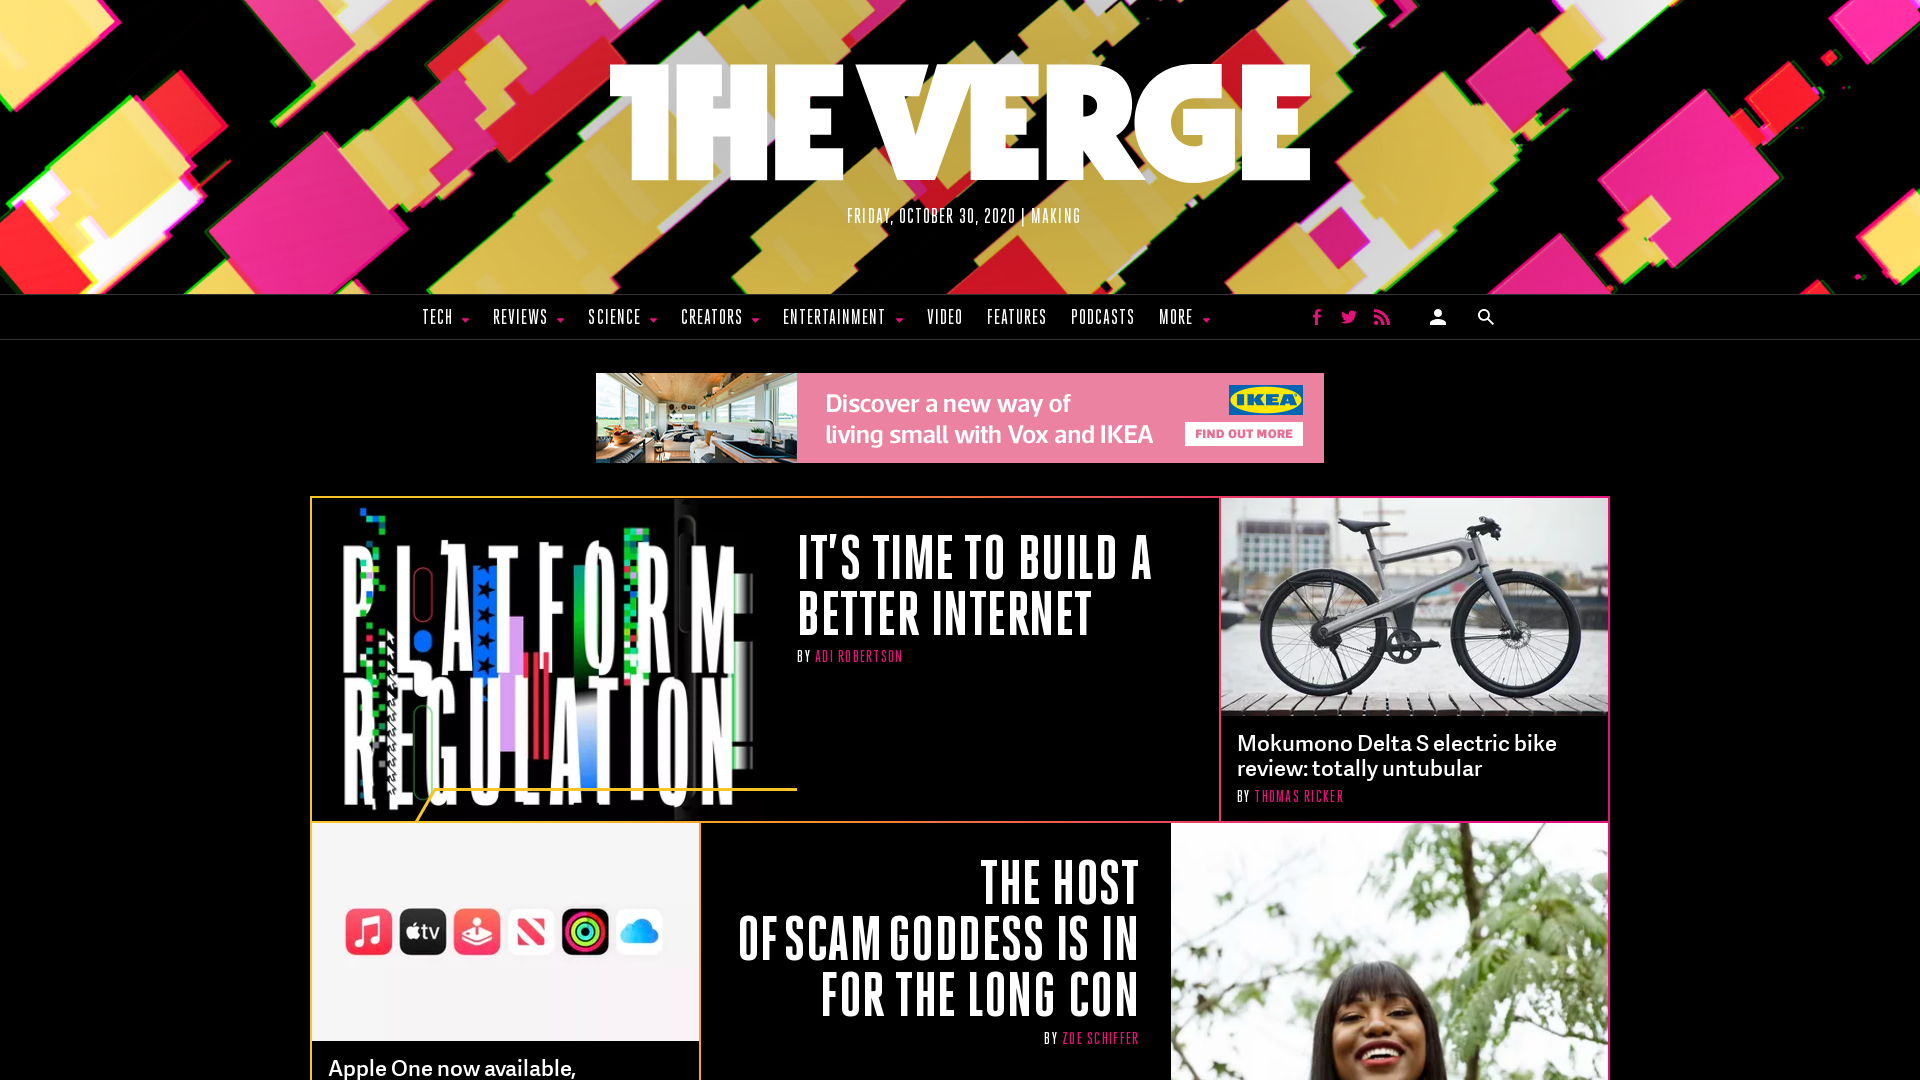 THE VERGE
FRIDAY, OCTOBER 30, 2020 | MAKING
TECH REVIEWS SCIENCE CREATORS ENTERTAINMENT VIDEO FEATURES PODCASTS MORE
Discover a new way of
living small with Vox and IKEA
IKEA
FIND OUT MORE
PLATFORM
REGULATION
IT'S TIME TO BUILD A
BETTER INTERNET
BY ADI ROBERTSON
Mokumono Delta S electric bike
review: totally untubular
BY THOMAS RICKER
tv
Apple One now available,
THE HOST
OF SCAM GODDESS IS IN
FOR THE LONG CON
BY ZOE SCHIFFER